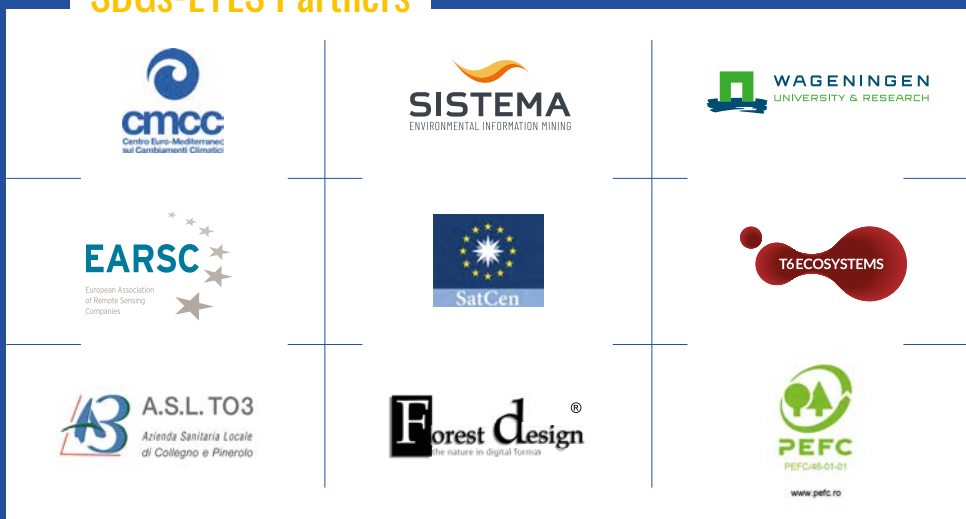 SDGs-EYES Partners
cmcc
Centro Euro-Mediterraneo
sui Cambiamenti Climatici
SISTEMA
ENVIRONMENTAL INFORMATION MINING
WAGENINGEN
UNIVERSITY & RESEARCH
EARSC
European Association
of Remote Sensing
Companies
SatCen
T6 ECOSYSTEMS
A3
A.S.L. TO3
Azienda Sanitaria Locale
di Collegno e Pinerolo
Forest design ®
the nature in digital format
PEFC
PEFC/46-01-01
www.pefc.ro